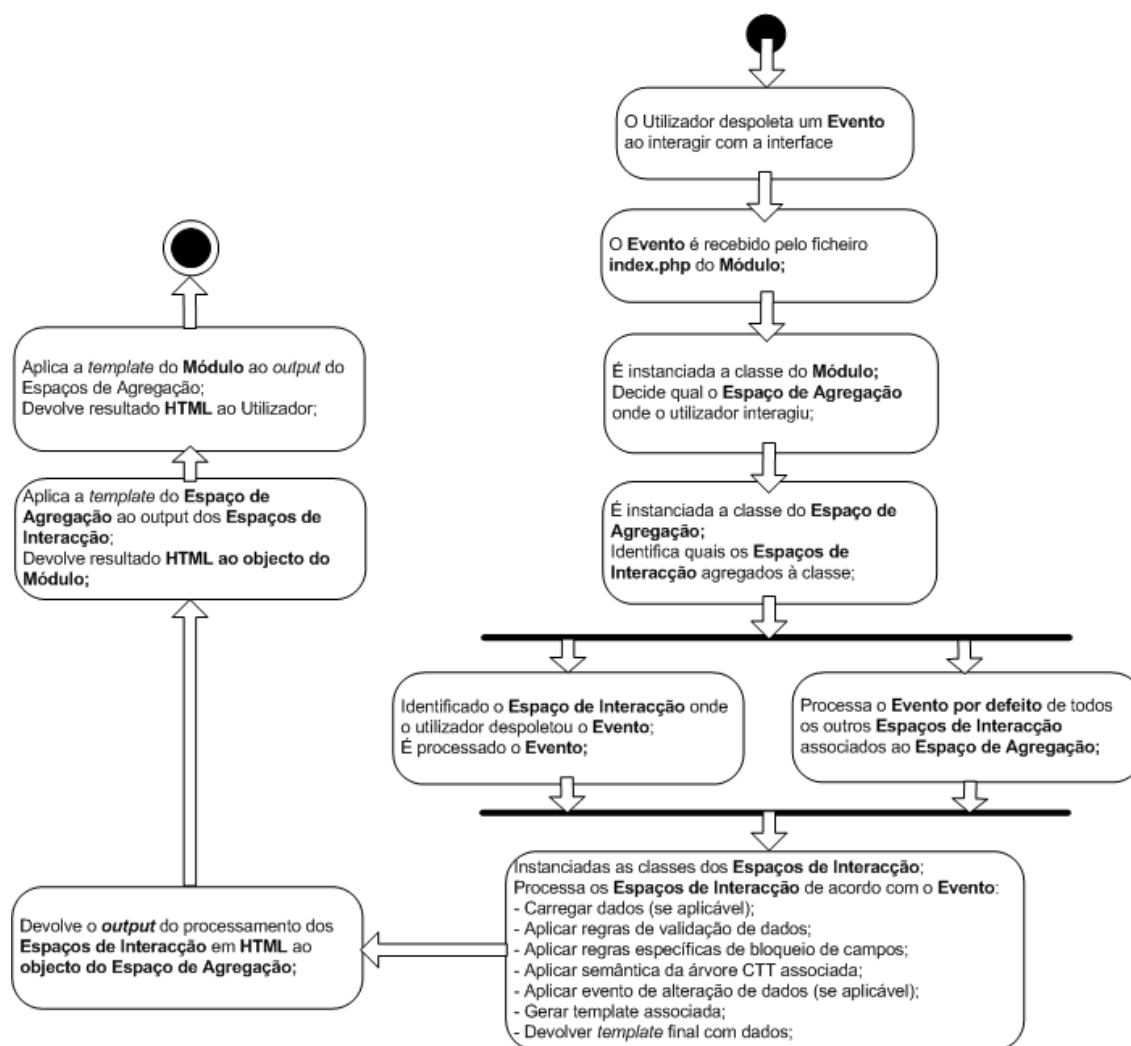 O Utilizador despoleta um Evento
ao interagir com a interface
O Evento é recebido pelo ficheiro
index.php do Módulo;
É instanciada a classe do Módulo;
Decide qual o Espaço de Agregação
onde o utilizador interagiu;
É instanciada a classe do Espaço de
Agregação;
Identifica quais os Espaços de
Interacção agregados à classe;
Identificado o Espaço de Interacção onde
o utilizador despoletou o Evento;
É processado o Evento;
Processa o Evento por defeito de todos
os outros Espaços de Interacção
associados ao Espaço de Agregação;
Instanciadas as classes dos Espaços de Interacção;
Processa os Espaços de Interacção de acordo com o Evento:
- Carregar dados (se aplicável);
- Aplicar regras de validação de dados;
- Aplicar regras específicas de bloqueio de campos;
- Aplicar semântica da árvore CTT associada;
- Aplicar evento de alteração de dados (se aplicável);
- Gerar template associada;
- Devolver template final com dados;
Devolve o output do processamento dos
Espaços de Interacção em HTML ao
objecto do Espaço de Agregação;
Aplica a template do Espaço de
Agregação ao output dos Espaços de
Interacção;
Devolve resultado HTML ao objecto do
Módulo;
Aplica a template do Módulo ao output do
Espaços de Agregação;
Devolve resultado HTML ao Utilizador;